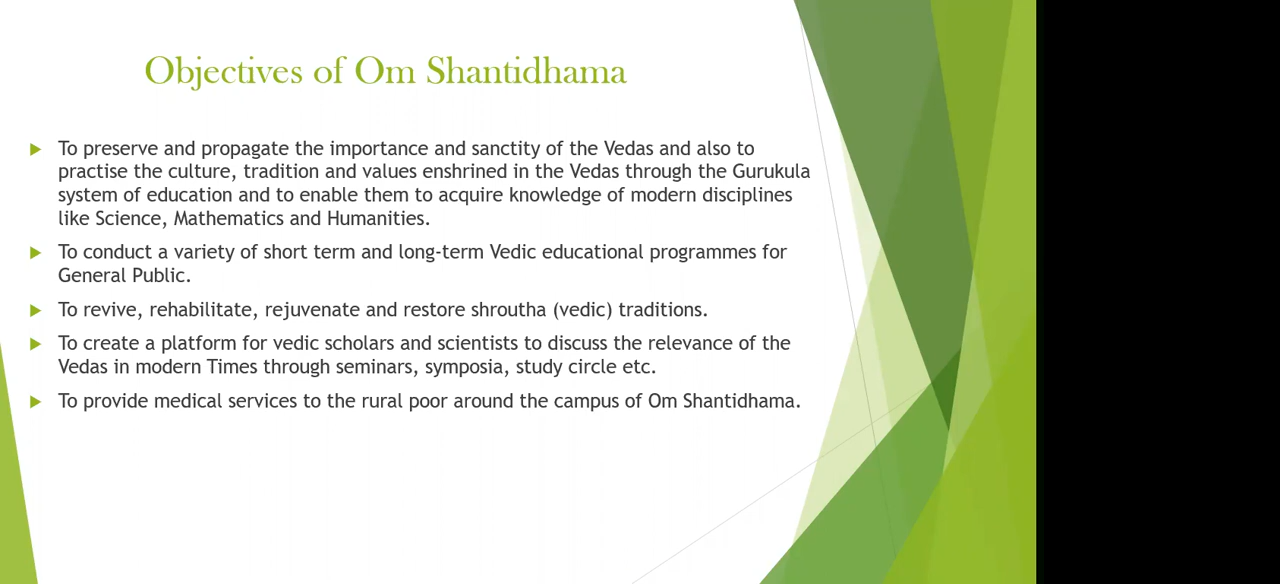 Objectives of Om Shantidhama
To preserve and propagate the importance and sanctity of the Vedas and also to
practise the culture, tradition and values enshrined in the Vedas through the Gurukula
system of education and to enable them to acquire knowledge of modern disciplines
like Science, Mathematics and Humanities.
To conduct a variety of short term and long-term Vedic educational programmes for
General Public.
To revive, rehabilitate, rejuvenate and restore shroutha (vedic) traditions.
To create a platform for vedic scholars and scientists to discuss the relevance of the
Vedas in modern Times through seminars, symposia, study circle etc.
To provide medical services to the rural poor around the campus of Om Shantidhama.